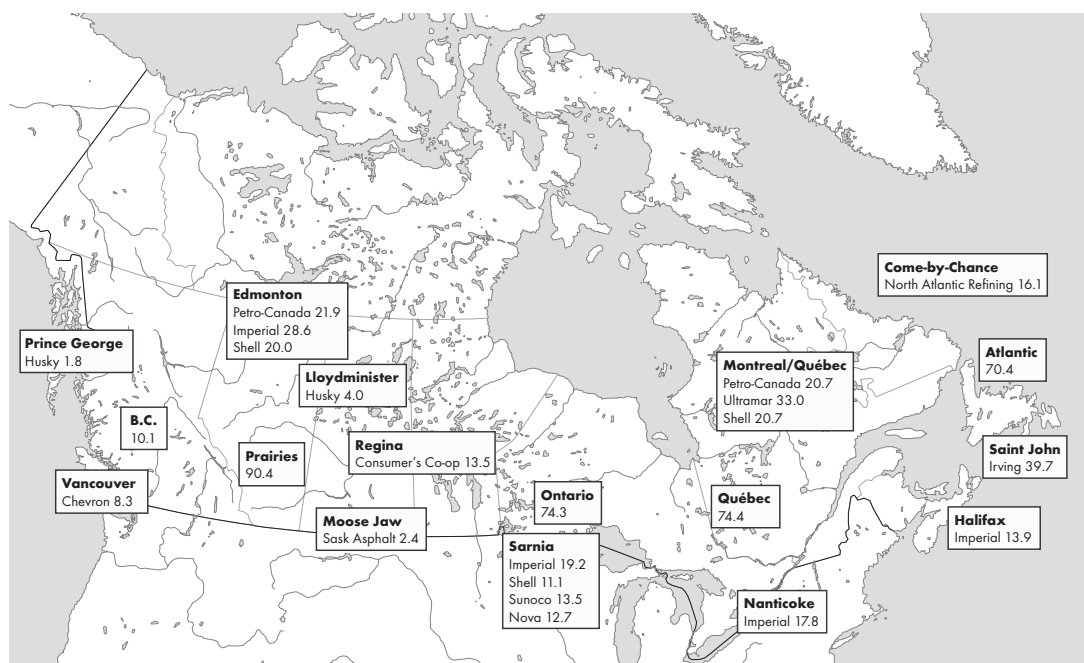 Come-by-Chance
North Atlantic Refining 16.1
Edmonton
Petro-Canada 21.9
Imperial 28.6
Shell 20.0
Prince George
Husky 1.8
Atlantic
70.4
Montreal/Québec
Petro-Canada 20.7
Ultramar 33.0
Shell 20.7
Lloydminister
Husky 4.0
B.C.
10.1
Regina
Consumer's Co-op 13.5
Prairies
90.4
Saint John
Irving 39.7
Vancouver
Chevron 8.3
Ontario
74.3
Québec
74.4
Moose Jaw
Sask Asphalt 2.4
Halifax
Imperial 13.9
Sarnia
Imperial 19.2
Shell 11.1
Sunoco 13.5
Nova 12.7
Nanticoke
Imperial 17.8